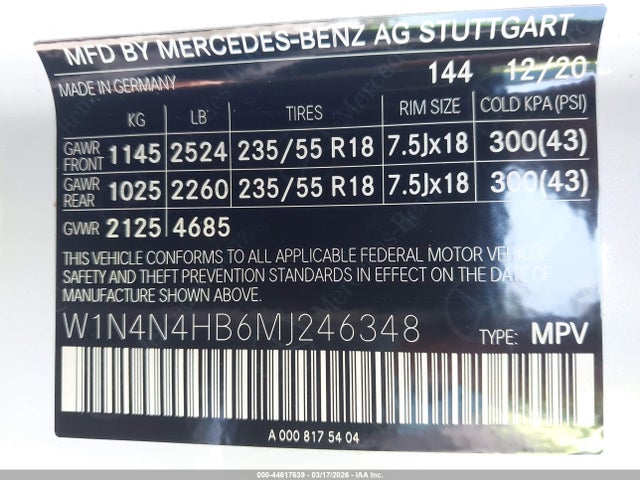 MFD BY MERCEDES-BENZ AG STUTTGART
MADE IN GERMANY 144 12/20
KG LB TIRES RIM SIZE COLD KPA (PSI)
GAWR FRONT 1145 2524 235/55 R18 7.5Jx18 300(43)
GAWR REAR 1025 2260 235/55 R18 7.5Jx18 300(43)
GVWR 2125 4685
THIS VEHICLE CONFORMS TO ALL APPLICABLE FEDERAL MOTOR VEHICLE
SAFETY AND THEFT PREVENTION STANDARDS IN EFFECT ON THE DATE OF
MANUFACTURE SHOWN ABOVE.
W1N4N4HB6MJ246348 TYPE: MPV
A 000 817 54 04
000-44617639 - 03/17/2026 - IAA Inc.